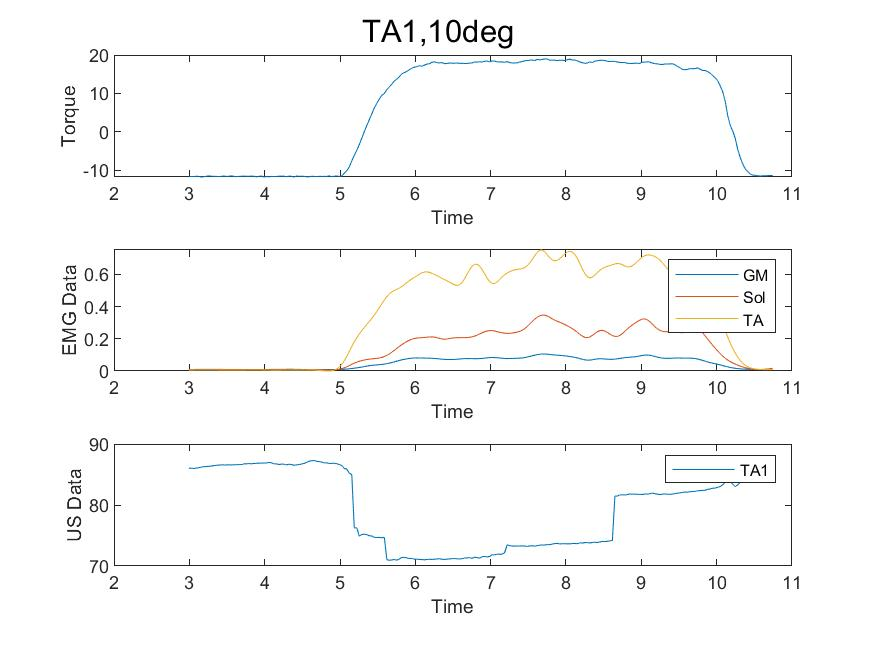 TA1,10deg
20
10
0
-10
Torque
2 3 4 5 6 7 8 9 10 11
Time
0.6
0.4
0.2
0
EMG Data
GM
Sol
TA
2 3 4 5 6 7 8 9 10 11
Time
90
80
70
US Data
TA1
2 3 4 5 6 7 8 9 10 11
Time